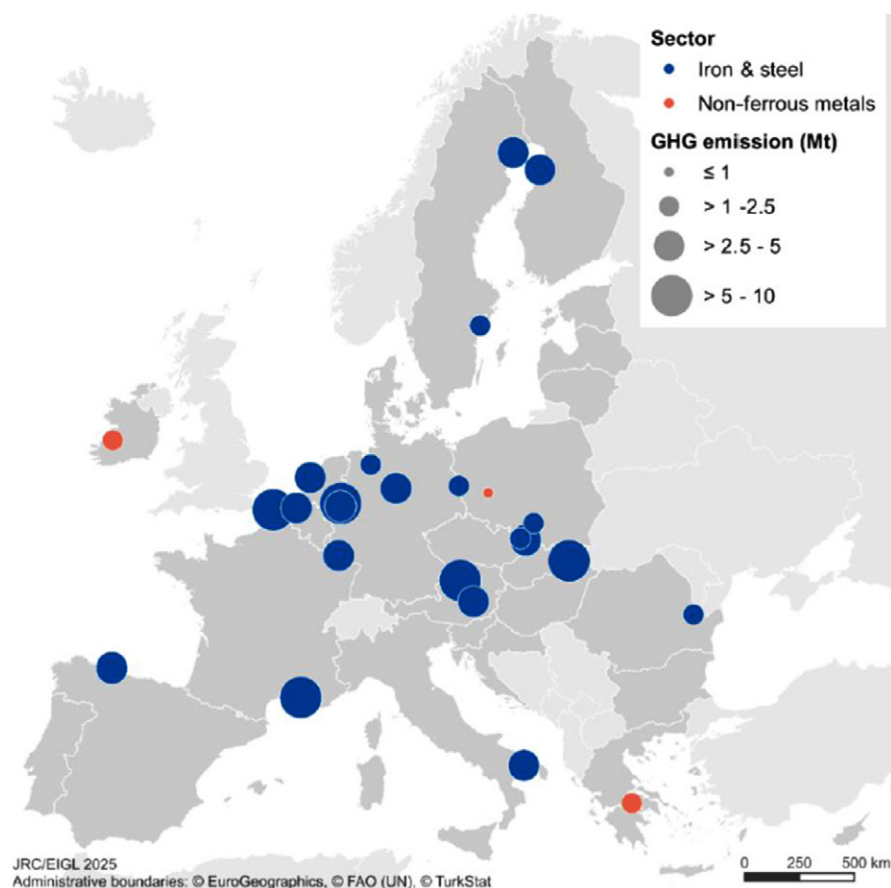 Sector
Iron & steel
Non-ferrous metals
GHG emission (Mt)
≤ 1
> 1 -2.5
> 2.5 - 5
> 5 - 10
JRC/EIGL 2025
Administrative boundaries: © EuroGeographics, © FAO (UN), © TurkStat
0 250 500 km